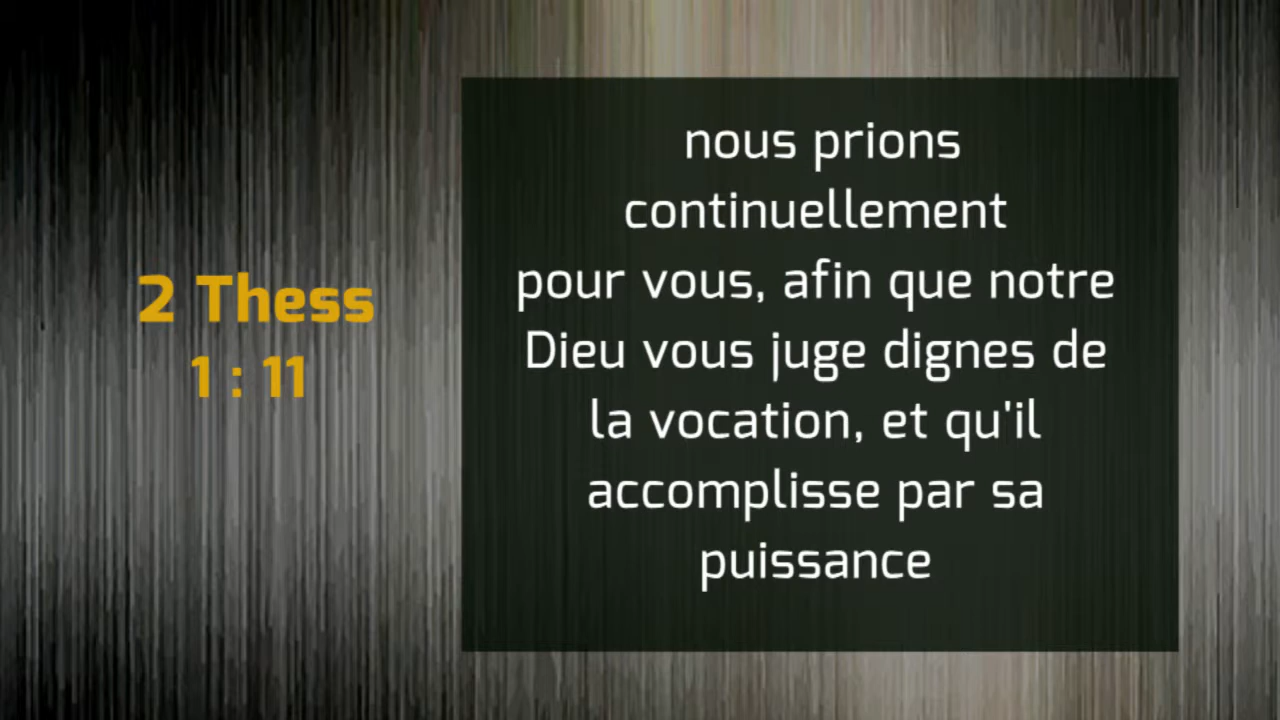 2 Thess
1 : 11
nous prions
continuellement
pour vous, afin que notre
Dieu vous juge dignes de
la vocation, et qu'il
accomplisse par sa
puissance